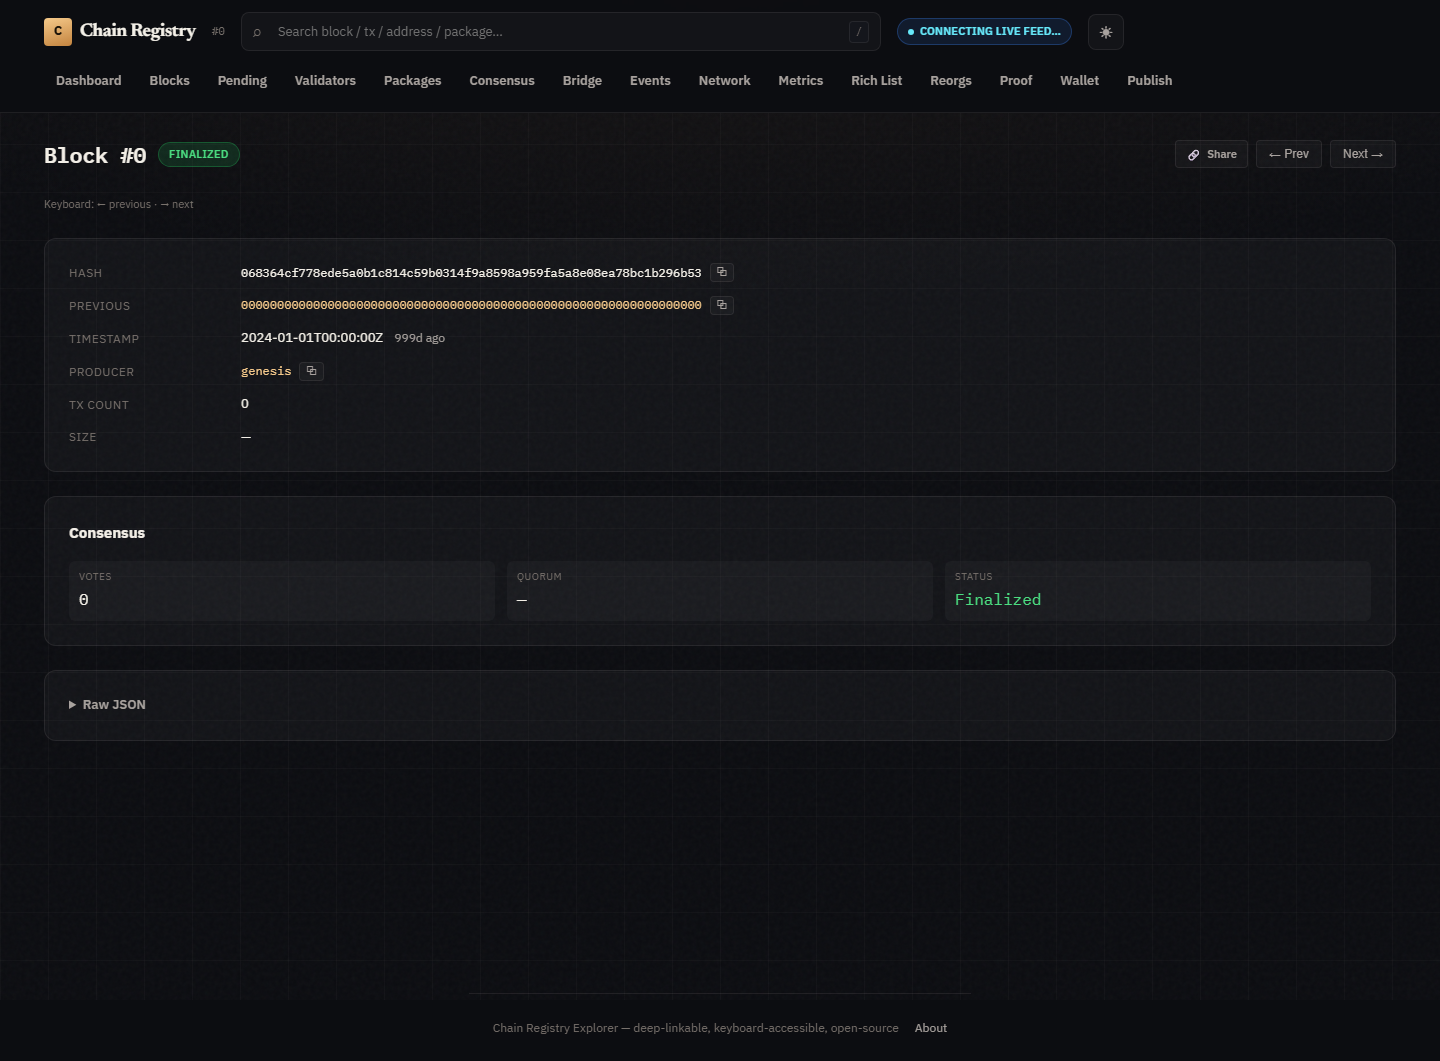 C Chain Registry #0 Search block / tx / address / package... / CONNECTING LIVE FEED...
Dashboard Blocks Pending Validators Packages Consensus Bridge Events Network Metrics Rich List Reorgs Proof Wallet Publish
Block #0 FINALIZED Share ← Prev Next →
Keyboard: ← previous · → next
HASH 068364cf778ede5a0b1c814c59b0314f9a8598a959fa5a8e08ea78bc1b296b53
PREVIOUS 0000000000000000000000000000000000000000000000000000000000000000
TIMESTAMP 2024-01-01T00:00:00Z 999d ago
PRODUCER genesis
TX COUNT 0
SIZE —
Consensus
VOTES QUORUM STATUS
0 — Finalized
Raw JSON
Chain Registry Explorer — deep-linkable, keyboard-accessible, open-source About